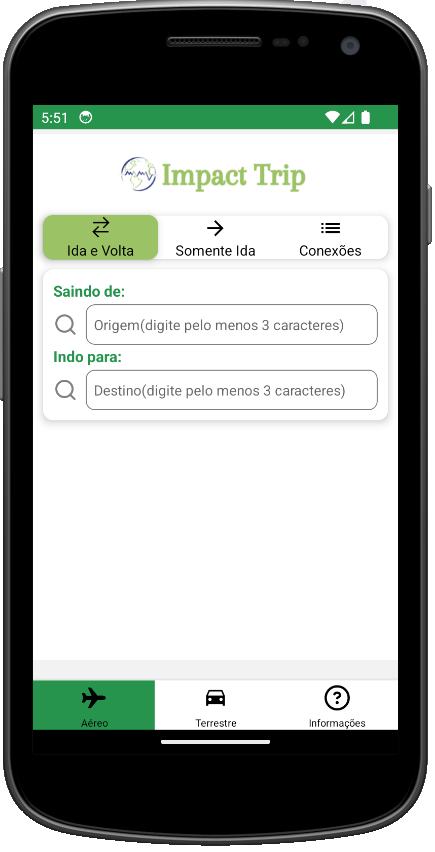 5:51
Impact Trip
Ida e Volta
Somente Ida
Conexões
Saindo de:
Origem(digite pelo menos 3 caracteres)
Indo para:
Destino(digite pelo menos 3 caracteres)
Aéreo
Terrestre
Informações